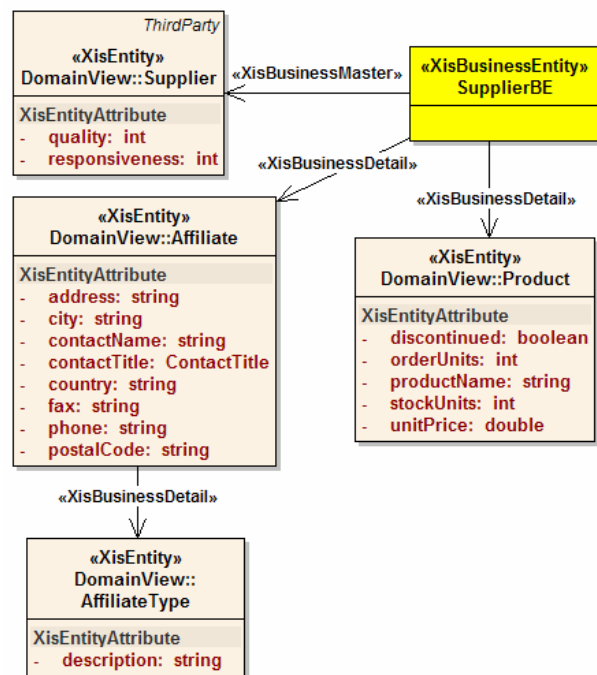 ThirdParty
«XisEntity»
DomainView::Supplier
XisEntityAttribute
- quality: int
- responsiveness: int
«XisBusinessMaster»
«XisBusinessEntity»
SupplierBE
«XisBusinessDetail»
«XisBusinessDetail»
«XisEntity»
DomainView::Affiliate
XisEntityAttribute
- address: string
- city: string
- contactName: string
- contactTitle: ContactTitle
- country: string
- fax: string
- phone: string
- postalCode: string
«XisEntity»
DomainView::Product
XisEntityAttribute
- discontinued: boolean
- orderUnits: int
- productName: string
- stockUnits: int
- unitPrice: double
«XisBusinessDetail»
«XisEntity»
DomainView::
AffiliateType
XisEntityAttribute
- description: string